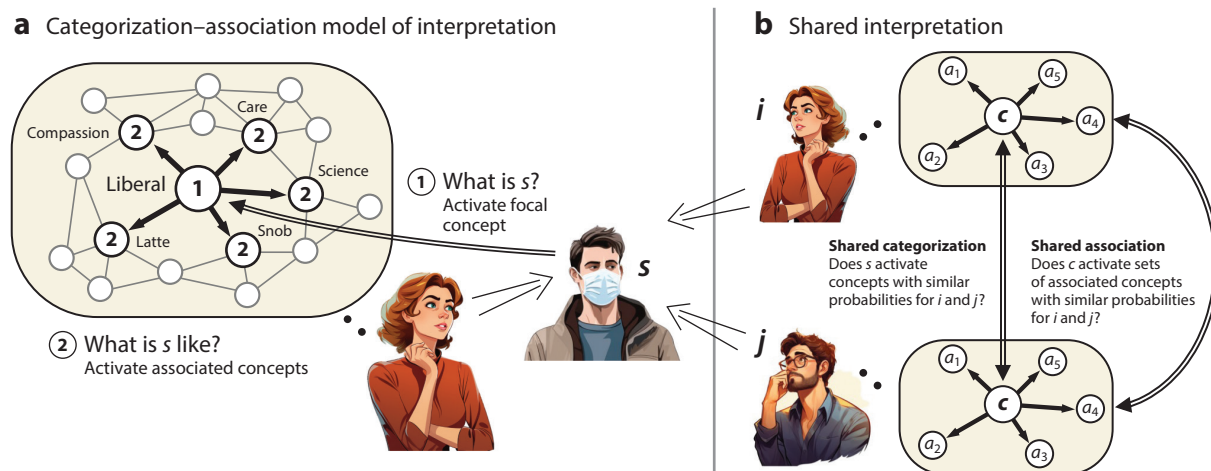 a Categorization–association model of interpretation
Care
2
2
Compassion
Science
Liberal
1
2
2
Latte
Snob
2
1 What is s?
Activate focal
concept
s
2 What is s like?
Activate associated concepts
b Shared interpretation
i
a1
a5
c
a4
a2
a3
Shared categorization
Does s activate
concepts with similar
probabilities for i and j?
Shared association
Does c activate sets
of associated concepts
with similar probabilities
for i and j?
j
a1
a5
c
a4
a2
a3